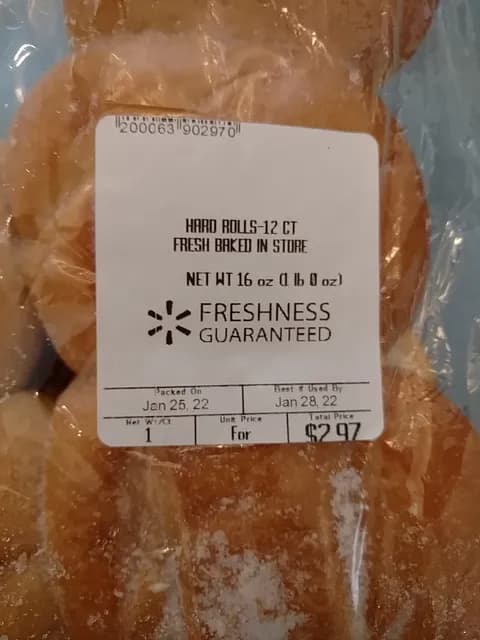 200063 902970
HARD ROLLS-12 CT
FRESH BAKED IN STORE
NET WT 16 oz (1 lb 0 oz)
FRESHNESS
GUARANTEED
Packed On
Jan 25, 22
Best if Used By
Jan 28, 22
Net Wt/Ct
1
Unit Price
For
Total Price
$2.97